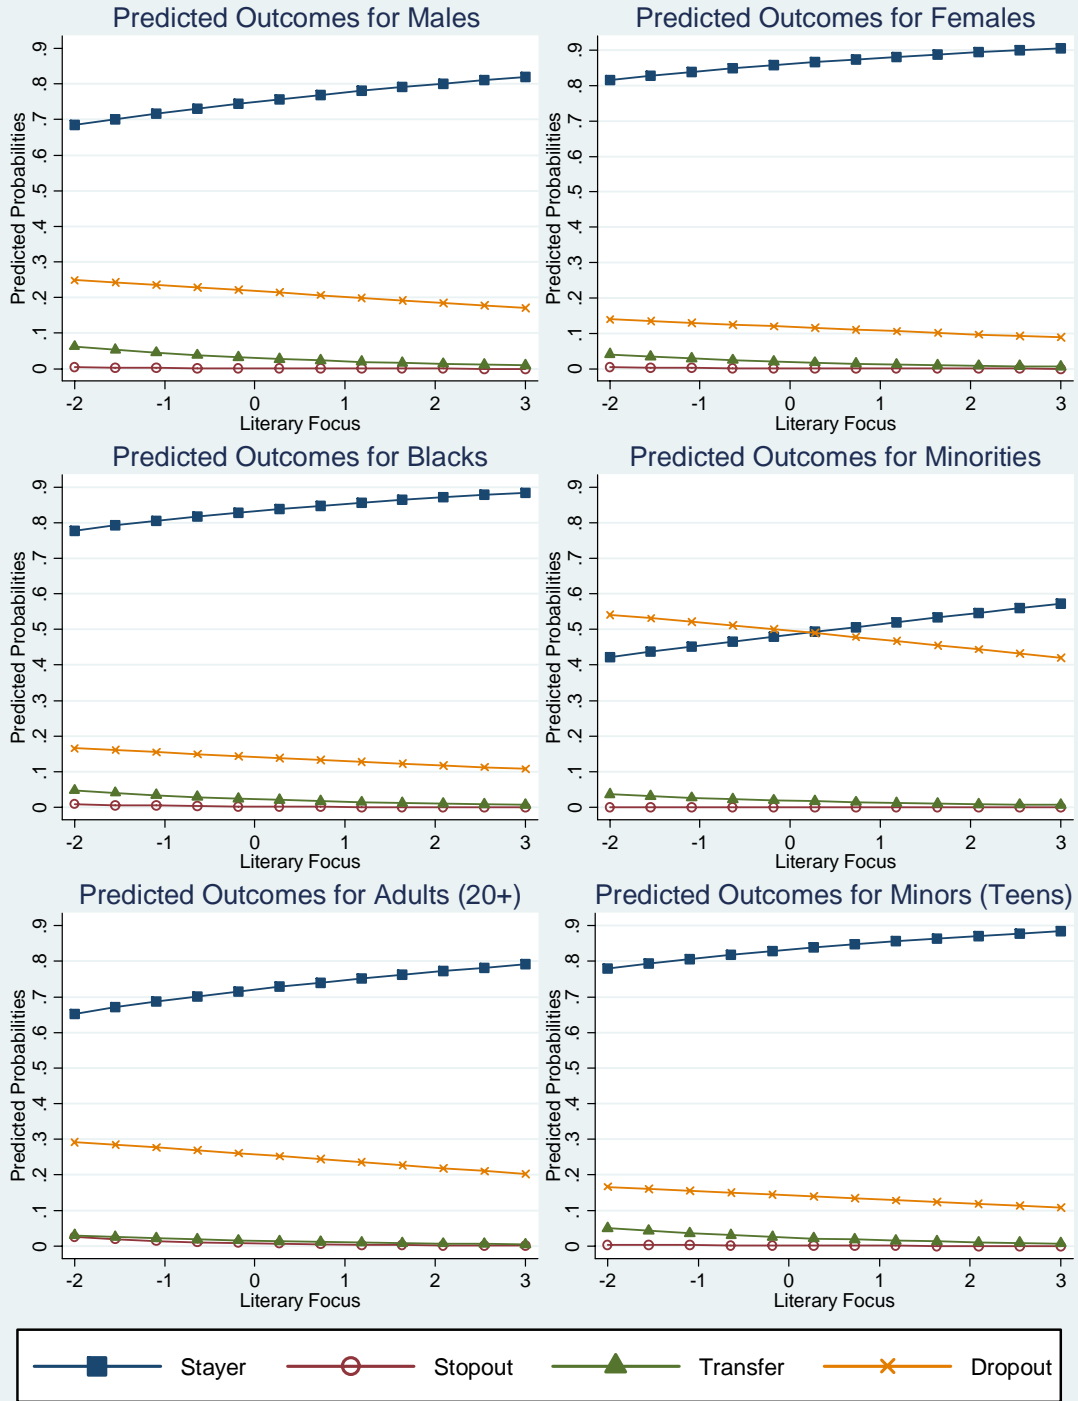 Predicted Outcomes for Males
Predicted Probabilities
.9
.8
.7
.6
.5
.4
.3
.2
.1
0
-2 -1 0 1 2 3
Literary Focus
Predicted Outcomes for Females
Predicted Probabilities
.9
.8
.7
.6
.5
.4
.3
.2
.1
0
-2 -1 0 1 2 3
Literary Focus
Predicted Outcomes for Blacks
Predicted Probabilities
.9
.8
.7
.6
.5
.4
.3
.2
.1
0
-2 -1 0 1 2 3
Literary Focus
Predicted Outcomes for Minorities
Predicted Probabilities
.9
.8
.7
.6
.5
.4
.3
.2
.1
0
-2 -1 0 1 2 3
Literary Focus
Predicted Outcomes for Adults (20+)
Predicted Probabilities
.9
.8
.7
.6
.5
.4
.3
.2
.1
0
-2 -1 0 1 2 3
Literary Focus
Predicted Outcomes for Minors (Teens)
Predicted Probabilities
.9
.8
.7
.6
.5
.4
.3
.2
.1
0
-2 -1 0 1 2 3
Literary Focus
Stayer Stopout Transfer Dropout